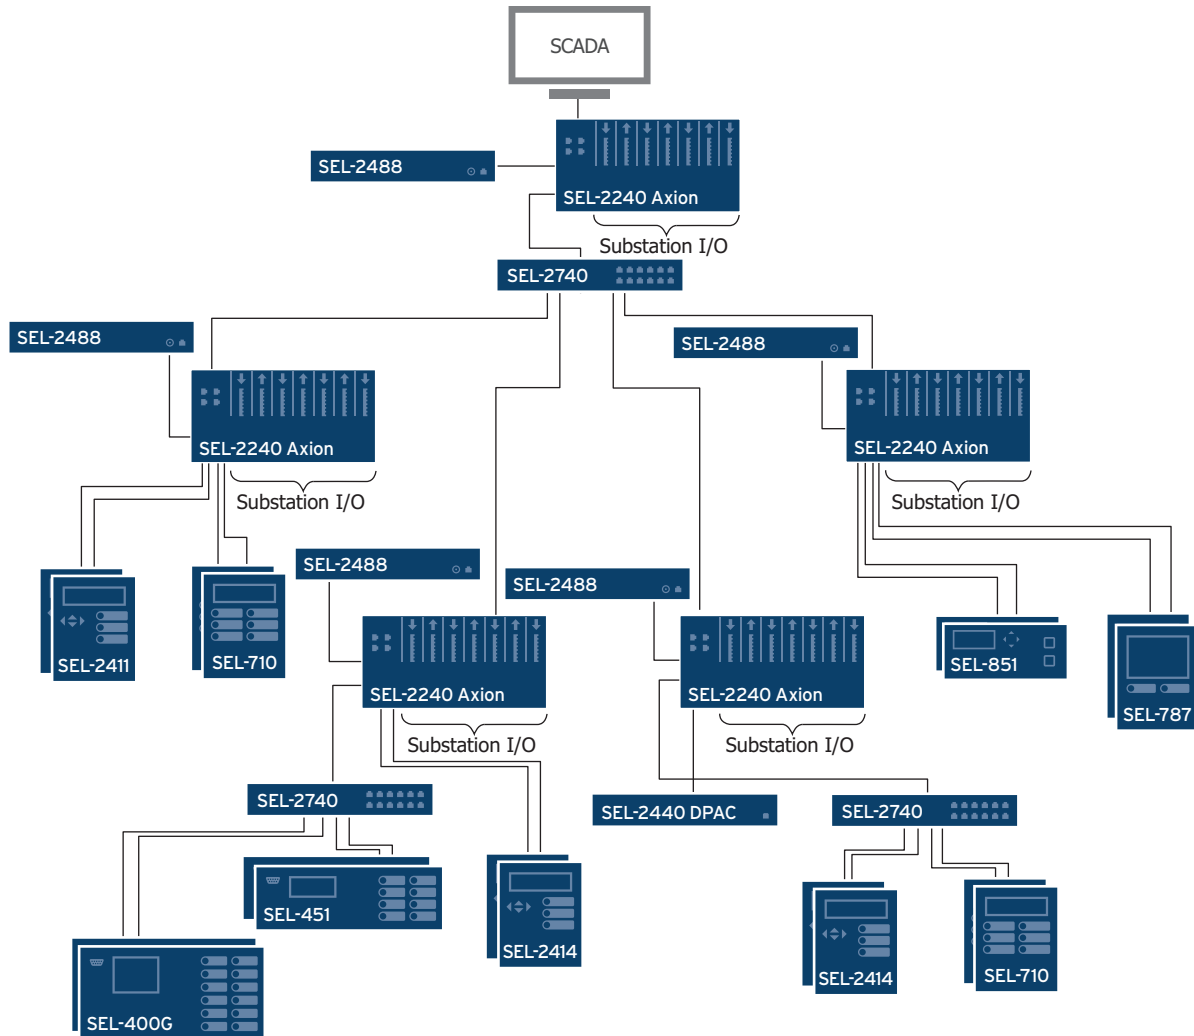 SCADA
SEL-2488
SEL-2240 Axion
Substation I/O
SEL-2740
SEL-2488
SEL-2488
SEL-2240 Axion
SEL-2240 Axion
Substation I/O
Substation I/O
SEL-2488
SEL-2488
SEL-2411
SEL-710
SEL-851
SEL-787
SEL-2240 Axion
SEL-2240 Axion
Substation I/O
Substation I/O
SEL-2740
SEL-2440 DPAC
SEL-2740
SEL-451
SEL-2414
SEL-2414
SEL-710
SEL-400G